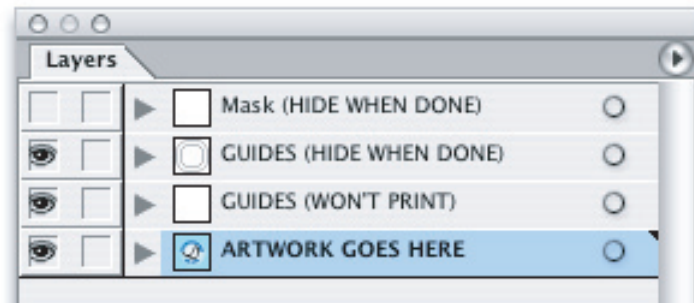 Layers
Mask (HIDE WHEN DONE)
GUIDES (HIDE WHEN DONE)
GUIDES (WON'T PRINT)
ARTWORK GOES HERE